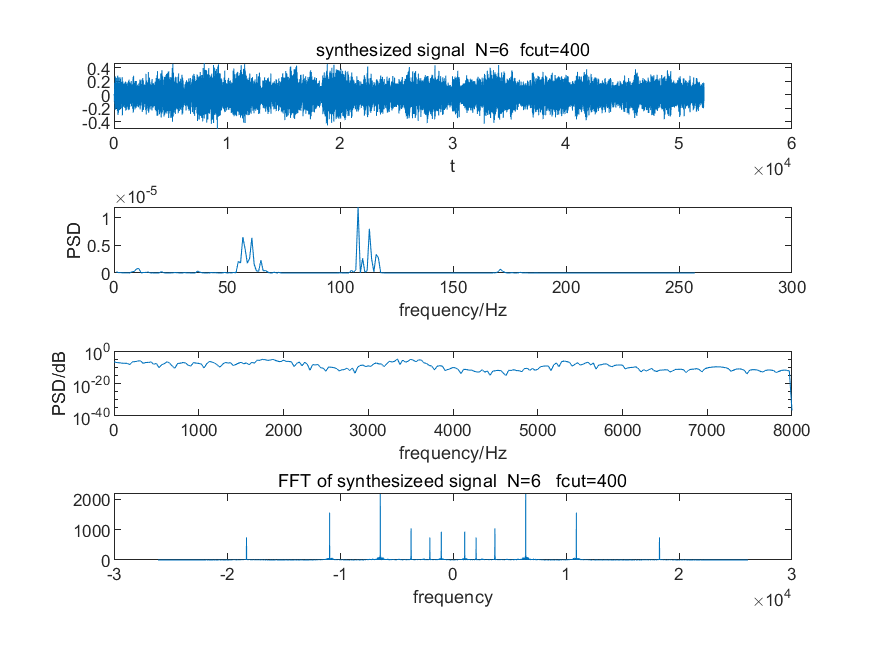 synthesized signal  N=6  fcut=400
0.4
0.2
0
-0.2
-0.4
0 1 2 3 4 5 6
t
×10^4
×10^-5
1
0.5
0
PSD
0 50 100 150 200 250 300
frequency/Hz
10^0
10^-20
10^-40
PSD/dB
0 1000 2000 3000 4000 5000 6000 7000 8000
frequency/Hz
FFT of synthesizeed signal  N=6   fcut=400
2000
1000
0
-3 -2 -1 0 1 2 3
frequency
×10^4